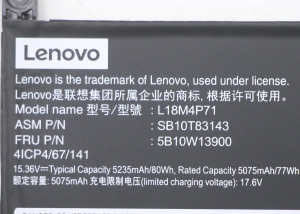 Lenovo
Lenovo is the trademark of Lenovo, used under license.
Lenovo是联想集团所属企业的商标, 根据许可使用.
Model name 型号/型號 : L18M4P71
ASM P/N : SB10T83143
FRU P/N : 5B10W13900
4ICP4/67/141
15.36V⎓Typical Capacity 5235mAh/80Wh, Rated Capacity 5075mAh/77Wh
额定容量: 5075mAh 充电限制电压(limited charging voltage): 17.6V